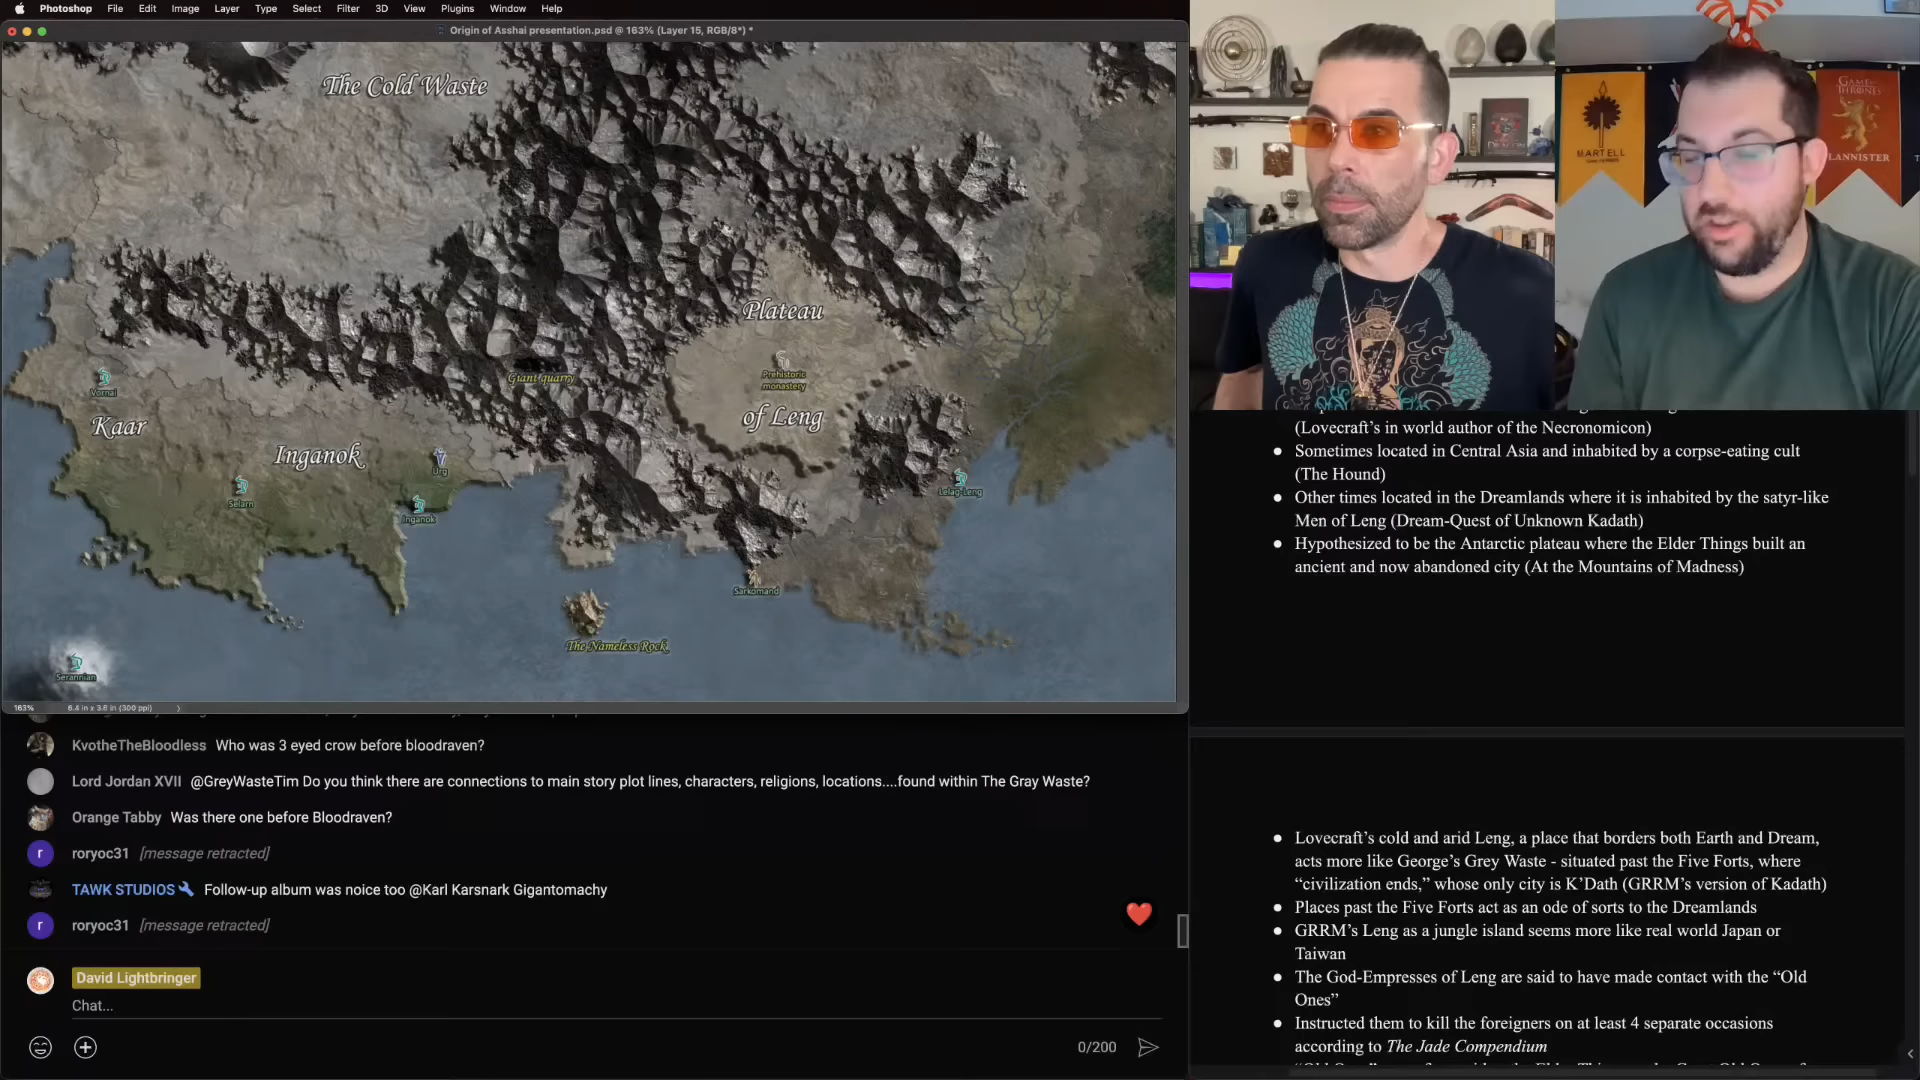 Photoshop File Edit Image Layer Type Select Filter 3D View Plugins Window Help
Origin of Asshai presentation.psd @ 163% (Layer 15, RGB/8*) *
The Cold Waste
Plateau
Prehistoric
monastery
of Leng
Giant quarry
Vornai
Kaar
Inganok
Urg
Selarn
Inganok
Lelag-Leng
Sarkomand
The Nameless Rock
Serannian
163% 6.4 in x 3.6 in (300 ppi)
MARTELL
GAME OF
THRONES
LANNISTER
(Lovecraft's in world author of the Necronomicon)
● Sometimes located in Central Asia and inhabited by a corpse-eating cult
(The Hound)
● Other times located in the Dreamlands where it is inhabited by the satyr-like
Men of Leng (Dream-Quest of Unknown Kadath)
● Hypothesized to be the Antarctic plateau where the Elder Things built an
ancient and now abandoned city (At the Mountains of Madness)
KvotheTheBloodless Who was 3 eyed crow before bloodraven?
Lord Jordan XVII @GreyWasteTim Do you think there are connections to main story plot lines, characters, religions, locations....found within The Gray Waste?
Orange Tabby Was there one before Bloodraven?
r roryoc31 [message retracted]
TAWK STUDIOS Follow-up album was noice too @Karl Karsnark Gigantomachy
r roryoc31 [message retracted]
David Lightbringer
Chat...
0/200
● Lovecraft's cold and arid Leng, a place that borders both Earth and Dream,
acts more like George's Grey Waste - situated past the Five Forts, where
“civilization ends,” whose only city is K’Dath (GRRM’s version of Kadath)
● Places past the Five Forts act as an ode of sorts to the Dreamlands
● GRRM’s Leng as a jungle island seems more like real world Japan or
Taiwan
● The God-Empresses of Leng are said to have made contact with the “Old
Ones”
● Instructed them to kill the foreigners on at least 4 separate occasions
according to The Jade Compendium